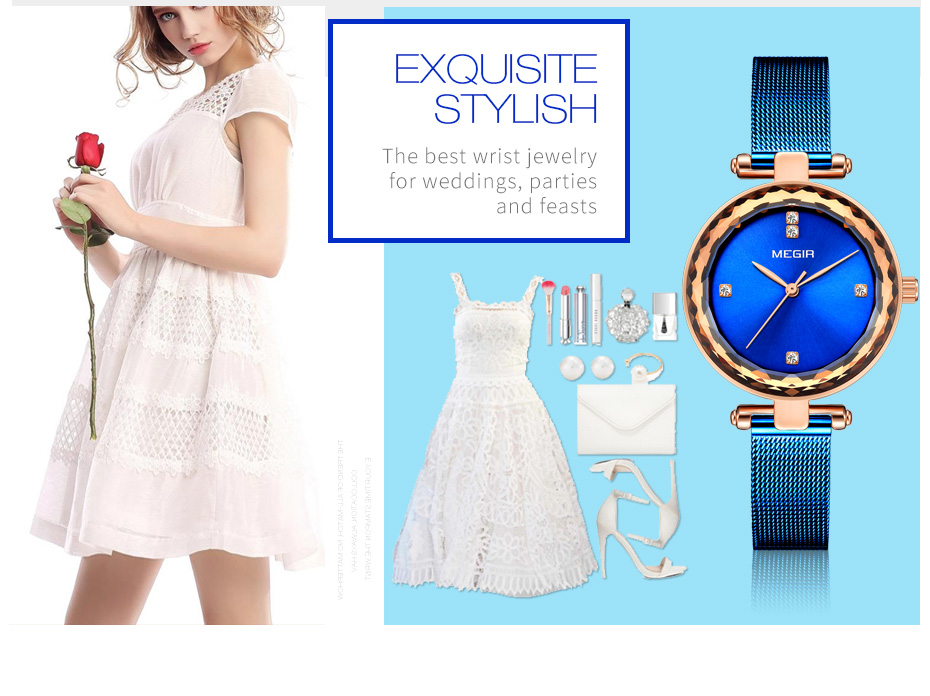 EXQUISITE
STYLISH
The best wrist jewelry
for weddings, parties
and feasts
MEGIR